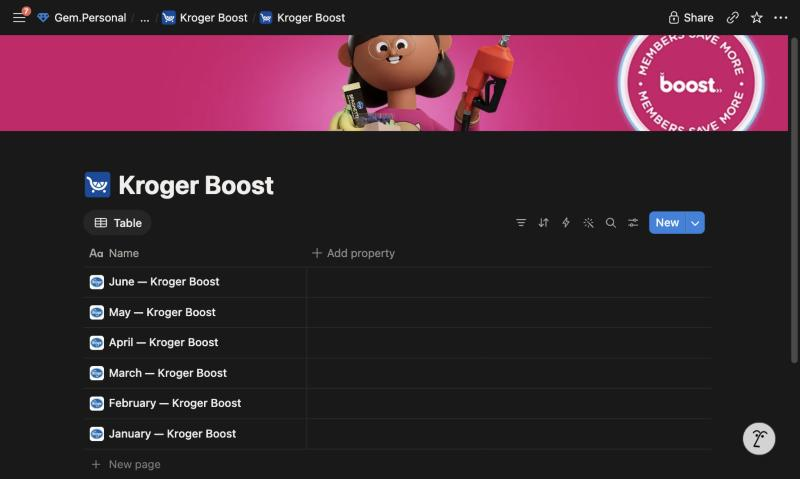 7
Gem.Personal / ... / Kroger Boost / Kroger Boost
Share
MEMBERS SAVE MORE
boost
MEMBERS SAVE MORE
SPAGHETTI
Kroger Boost
Table
New
Aa Name
+ Add property
June — Kroger Boost
May — Kroger Boost
April — Kroger Boost
March — Kroger Boost
February — Kroger Boost
January — Kroger Boost
+ New page